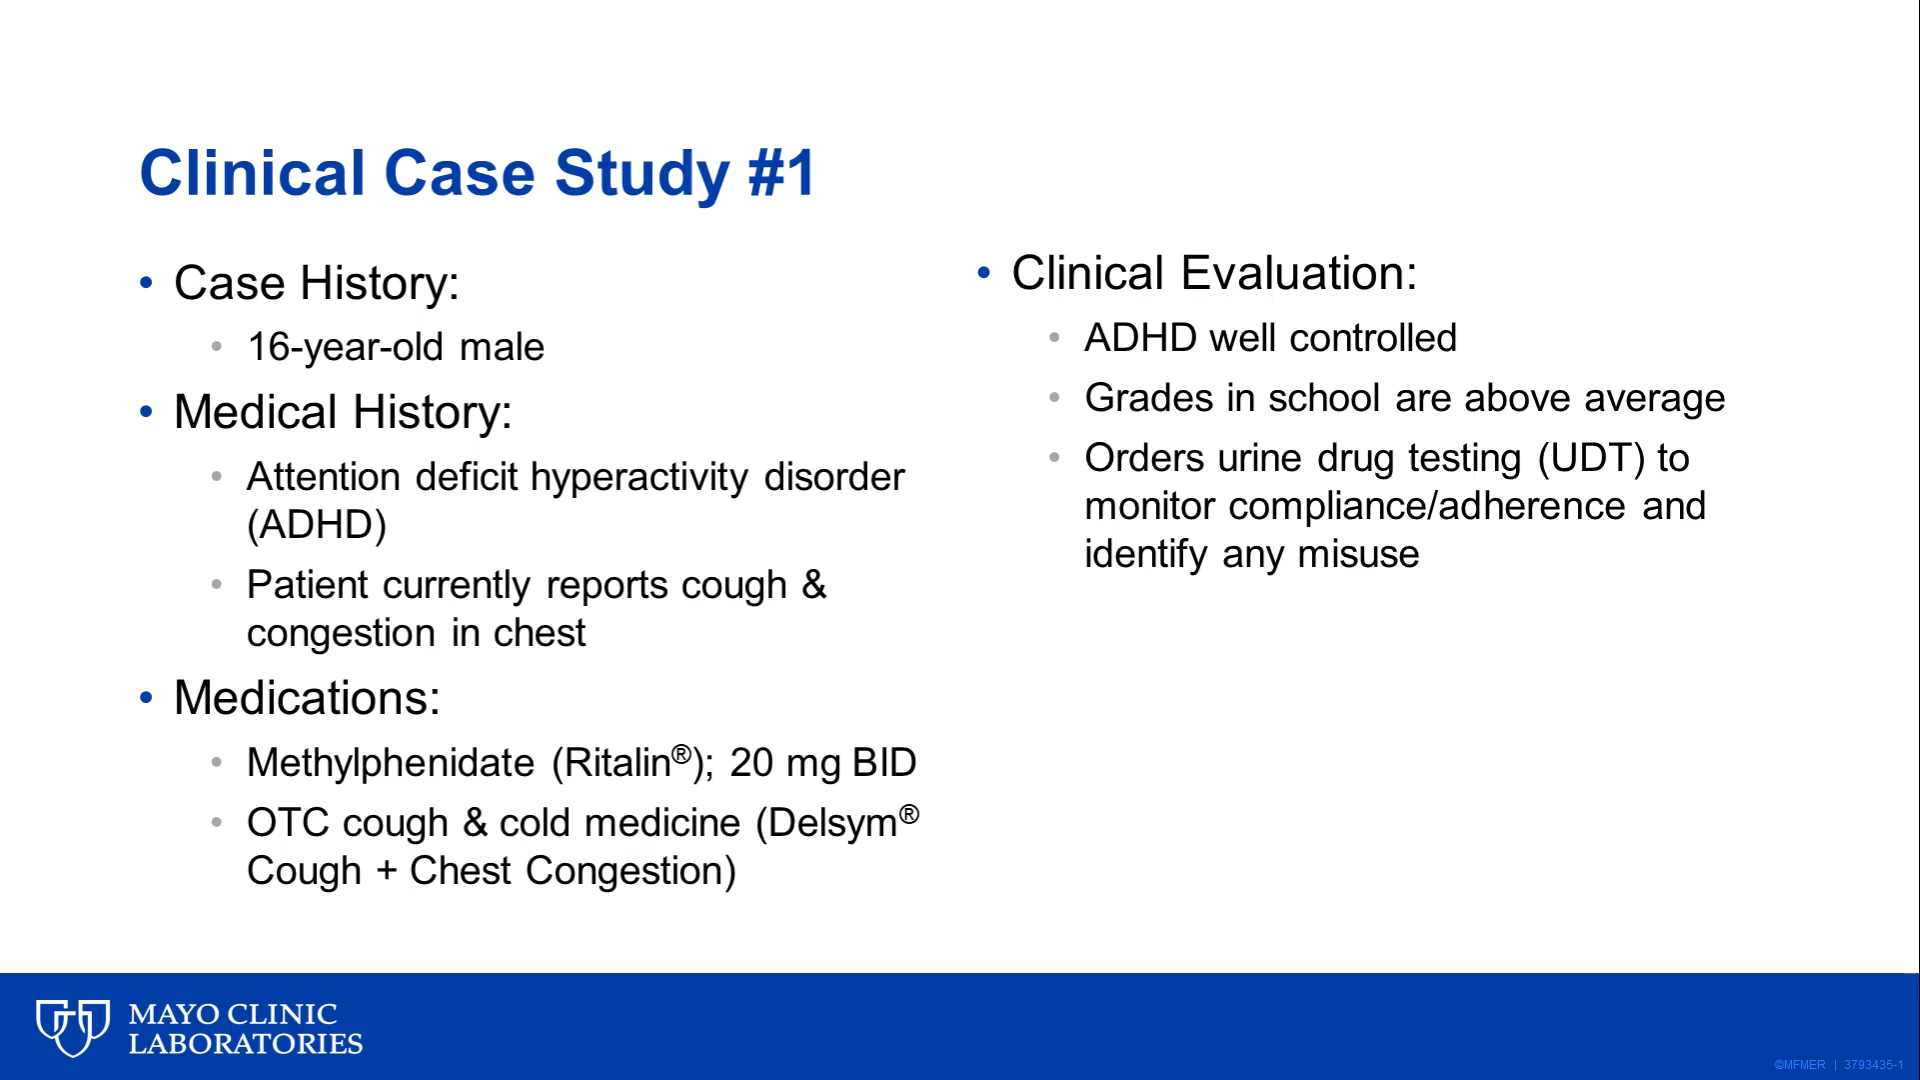 Clinical Case Study #1
• Case History:
• 16-year-old male
• Medical History:
• Attention deficit hyperactivity disorder
(ADHD)
• Patient currently reports cough &
congestion in chest
• Medications:
• Methylphenidate (Ritalin®); 20 mg BID
• OTC cough & cold medicine (Delsym®
Cough + Chest Congestion)
• Clinical Evaluation:
• ADHD well controlled
• Grades in school are above average
• Orders urine drug testing (UDT) to
monitor compliance/adherence and
identify any misuse
MAYO CLINIC
LABORATORIES
©MFMER | 3793435-1